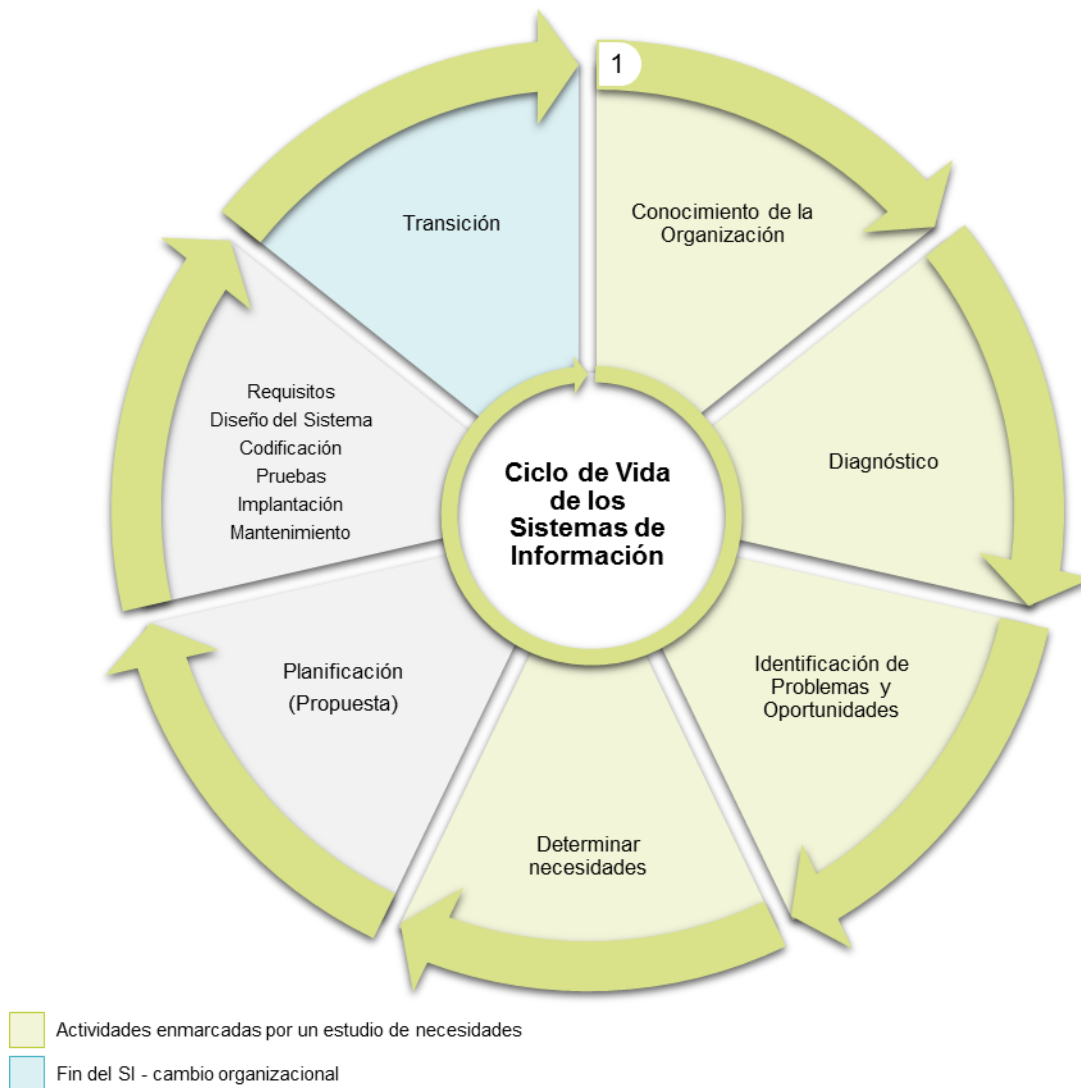 1
Conocimiento de la
Organización
Diagnóstico
Identificación de
Problemas y
Oportunidades
Determinar
necesidades
Planificación
(Propuesta)
Requisitos
Diseño del Sistema
Codificación
Pruebas
Implantación
Mantenimiento
Transición
Ciclo de Vida
de los
Sistemas de
Información
Actividades enmarcadas por un estudio de necesidades
Fin del SI - cambio organizacional